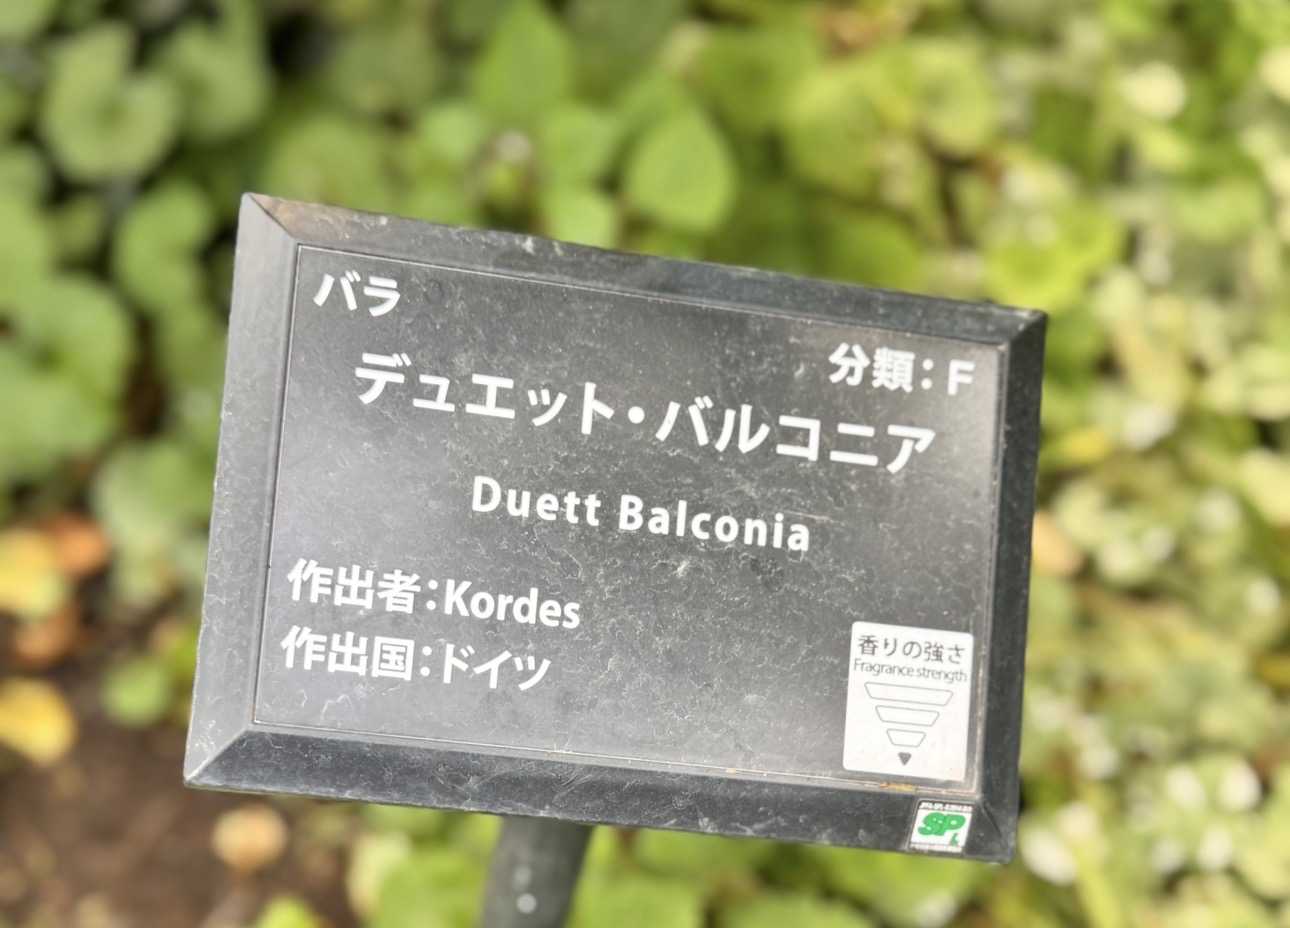 バラ
分類：F
デュエット・バルコニア
Duett Balconia
作出者：Kordes
作出国：ドイツ
香りの強さ
Fragrance strength
SP